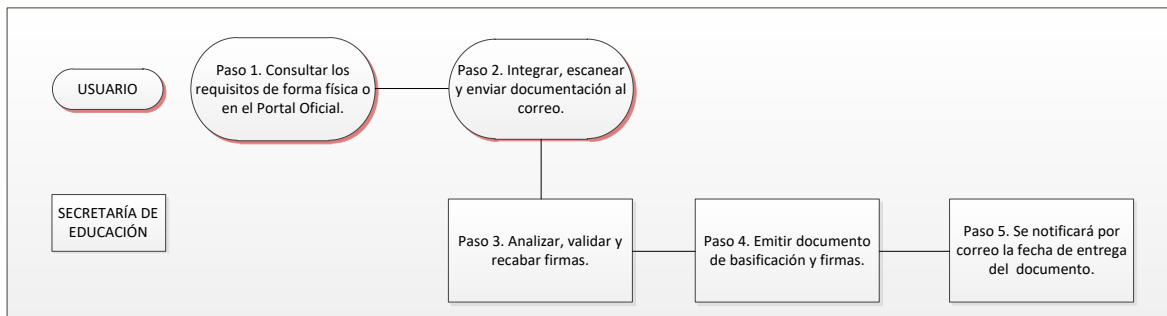 USUARIO
Paso 1. Consultar los
requisitos de forma física o
en el Portal Oficial.
Paso 2. Integrar, escanear
y enviar documentación al
correo.
SECRETARÍA DE
EDUCACIÓN
Paso 3. Analizar, validar y
recabar firmas.
Paso 4. Emitir documento
de basificación y firmas.
Paso 5. Se notificará por
correo la fecha de entrega
del documento.